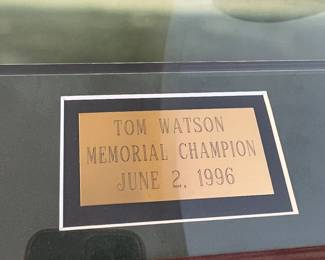 TOM WATSON
MEMORIAL CHAMPION
JUNE 2, 1996